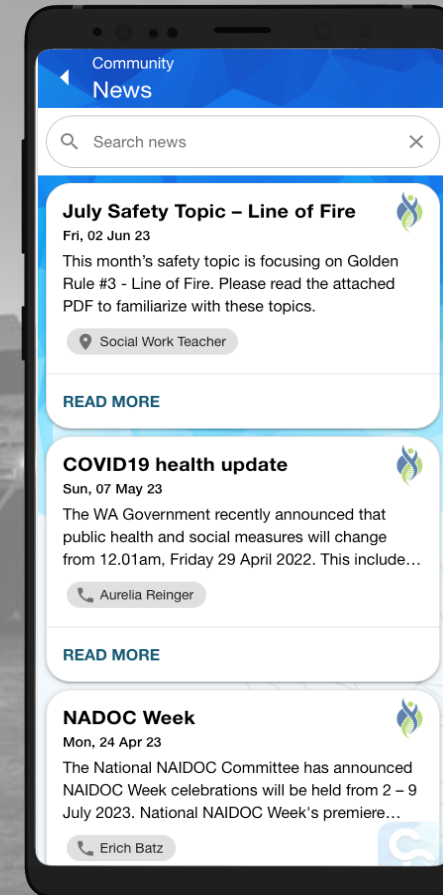 Community
News
Search news
July Safety Topic – Line of Fire
Fri, 02 Jun 23
This month's safety topic is focusing on Golden
Rule #3 - Line of Fire. Please read the attached
PDF to familiarize with these topics.
Social Work Teacher
READ MORE
COVID19 health update
Sun, 07 May 23
The WA Government recently announced that
public health and social measures will change
from 12.01am, Friday 29 April 2022. This include…
Aurelia Reinger
READ MORE
NADOC Week
Mon, 24 Apr 23
The National NAIDOC Committee has announced
NAIDOC Week celebrations will be held from 2 – 9
July 2023. National NAIDOC Week's premiere…
Erich Batz